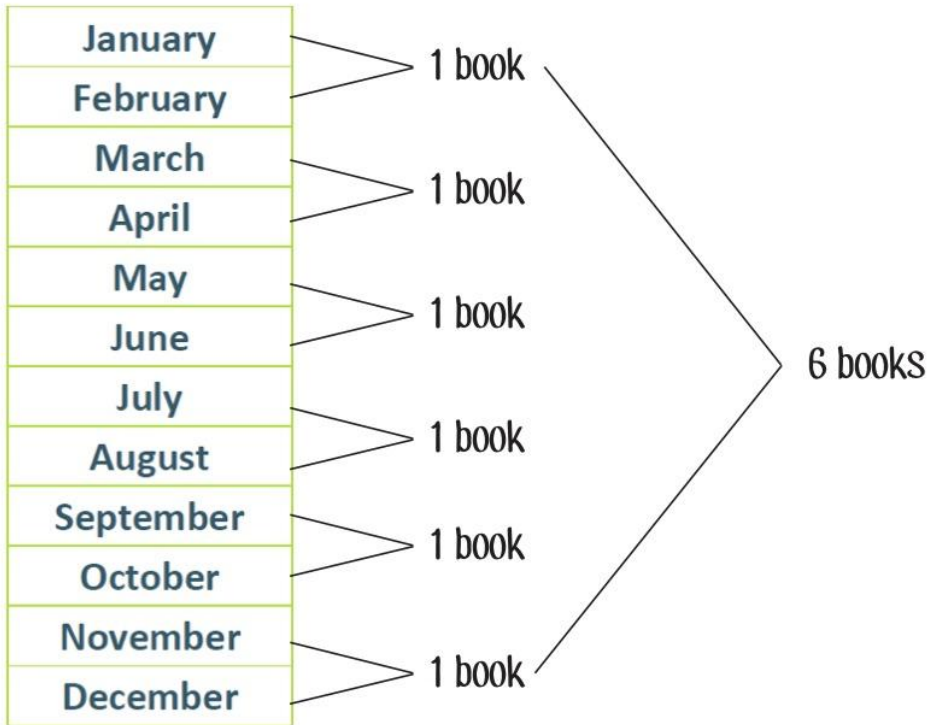 January
February
1 book
March
April
1 book
May
June
1 book
6 books
July
August
1 book
September
October
1 book
November
December
1 book